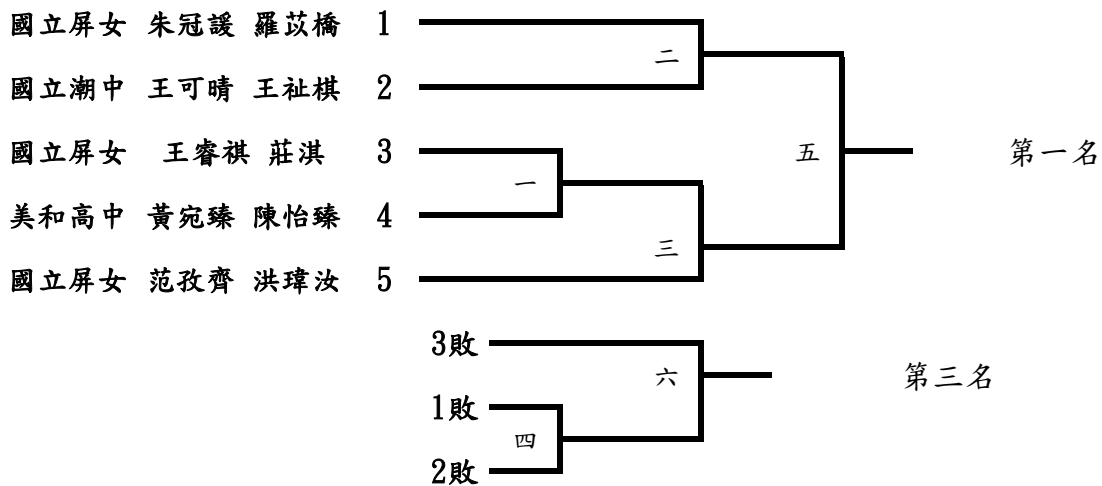 國立屏女 朱冠諼 羅苡橋 1
二
國立潮中 王可晴 王祉棋 2
國立屏女 王睿祺 莊淇 3
五 第一名
一
美和高中 黃宛臻 陳怡臻 4
三
國立屏女 范孜齊 洪瑋汝 5
3敗
六 第三名
1敗
四
2敗